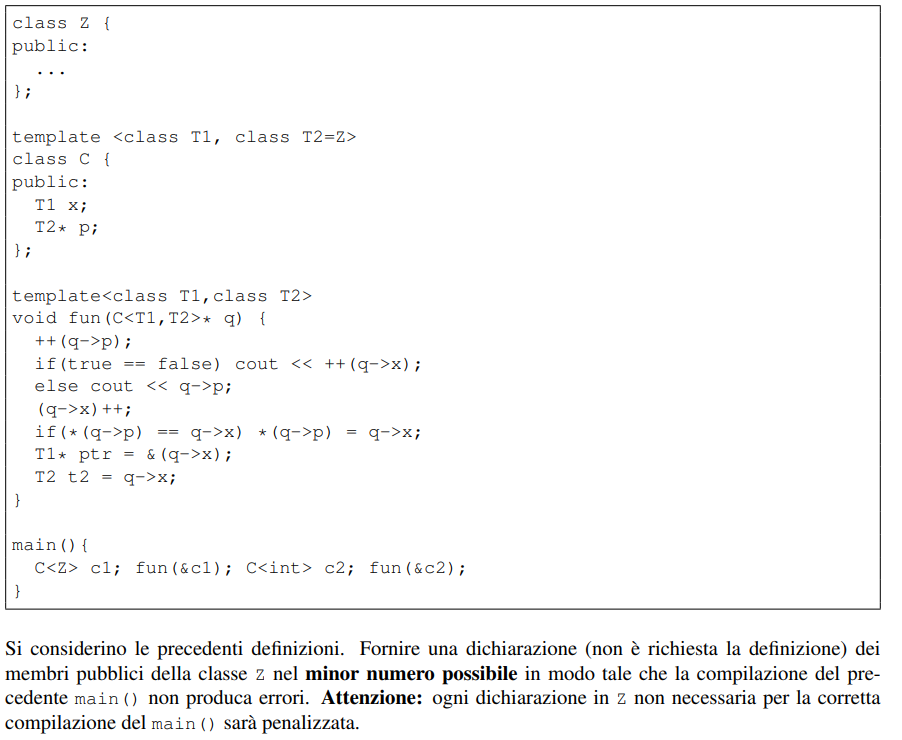 class Z {
public:
  ...
};

template <class T1, class T2=Z>
class C {
public:
  T1 x;
  T2* p;
};

template<class T1,class T2>
void fun(C<T1,T2>* q) {
  ++(q->p);
  if(true == false) cout << ++(q->x);
  else cout << q->p;
  (q->x)++;
  if(*(q->p) == q->x) *(q->p) = q->x;
  T1* ptr = &(q->x);
  T2 t2 = q->x;
}

main(){
  C<Z> c1; fun(&c1); C<int> c2; fun(&c2);
}

Si considerino le precedenti definizioni. Fornire una dichiarazione (non è richiesta la definizione) dei
membri pubblici della classe Z nel minor numero possibile in modo tale che la compilazione del pre-
cedente main() non produca errori. Attenzione: ogni dichiarazione in Z non necessaria per la corretta
compilazione del main() sarà penalizzata.